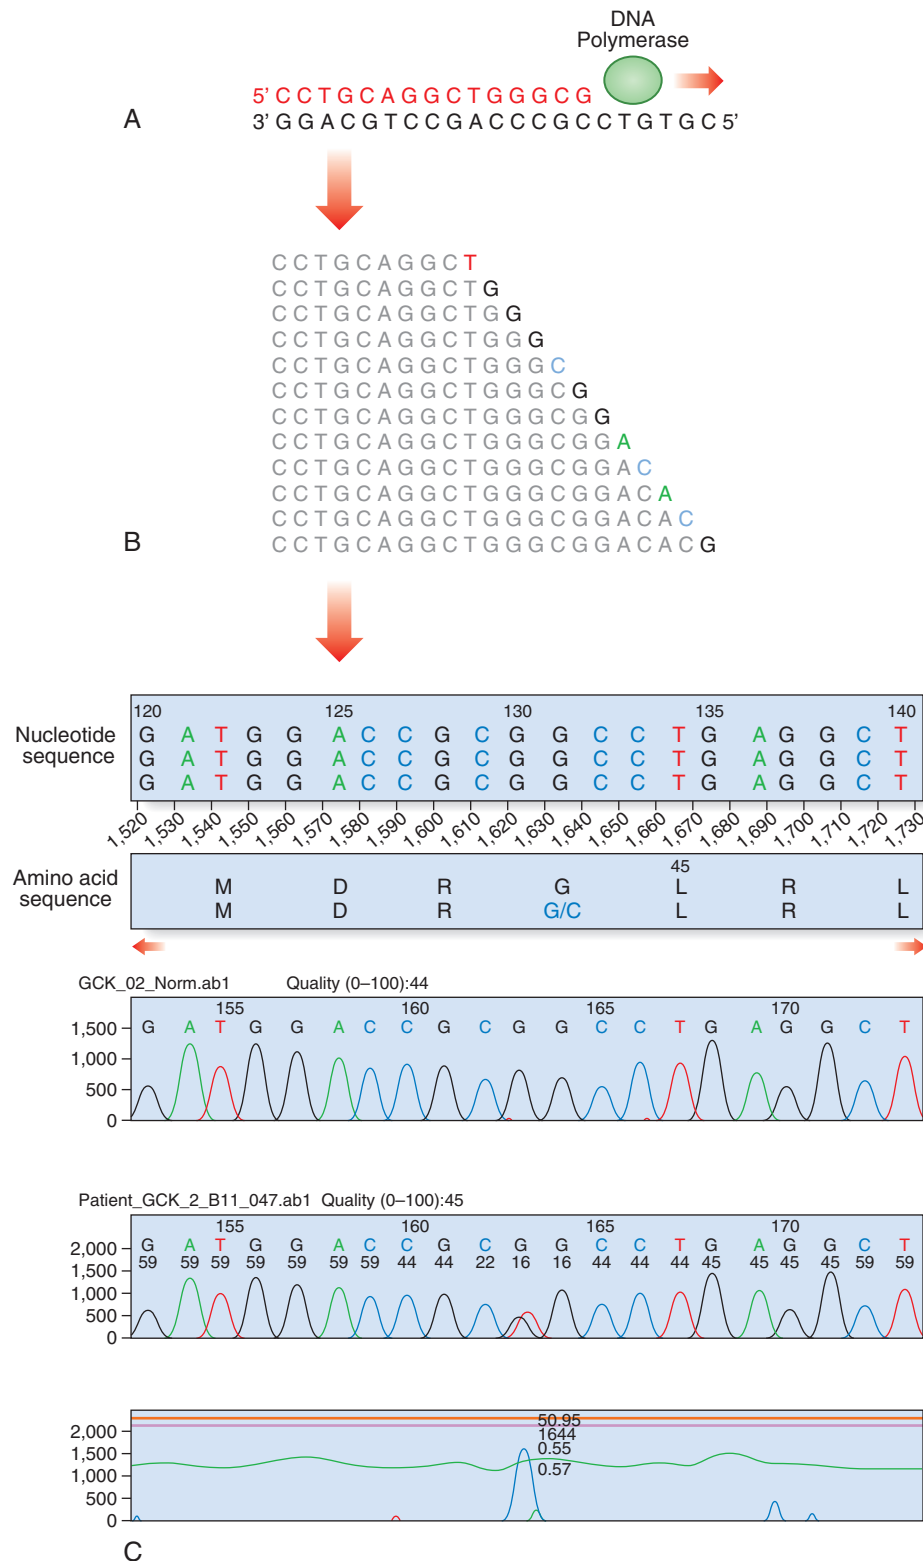 DNA
Polymerase
5’ C C T G C A G G C T G G G C G
A
3’ G G A C G T C C G A C C C G C C T G T G C 5’
C C T G C A G G C T
C C T G C A G G C T G
C C T G C A G G C T G G
C C T G C A G G C T G G G
C C T G C A G G C T G G G C
C C T G C A G G C T G G G C G
C C T G C A G G C T G G G C G G
C C T G C A G G C T G G G C G G A
C C T G C A G G C T G G G C G G A C
C C T G C A G G C T G G G C G G A C A
C C T G C A G G C T G G G C G G A C A C
B
C C T G C A G G C T G G G C G G A C A C G
120 125 130 135 140
Nucleotide
sequence
G A T G G A C C G C G G C C T G A G G C T
G A T G G A C C G C G G C C T G A G G C T
G A T G G A C C G C G G C C T G A G G C T
1,520 1,530 1,540 1,550 1,560 1,570 1,580 1,590 1,600 1,610 1,620 1,630 1,640 1,650 1,660 1,670 1,680 1,690 1,700 1,710 1,720 1,730
Amino acid
sequence
45
M D R G L R L
M D R G/C L R L
GCK_02_Norm.ab1 Quality (0–100):44
155 160 165 170
G A T G G A C C G C G G C C T G A G G C T
1,500
1,000
500
0
Patient_GCK_2_B11_047.ab1 Quality (0–100):45
155 160 165 170
G A T G G A C C G C G G C C T G A G G C T
59 59 59 59 59 59 59 44 44 22 16 16 44 44 44 45 45 45 45 59 59
2,000
1,500
1,000
500
0
50.95
1644
0.55
0.57
2,000
1,500
1,000
500
0
C